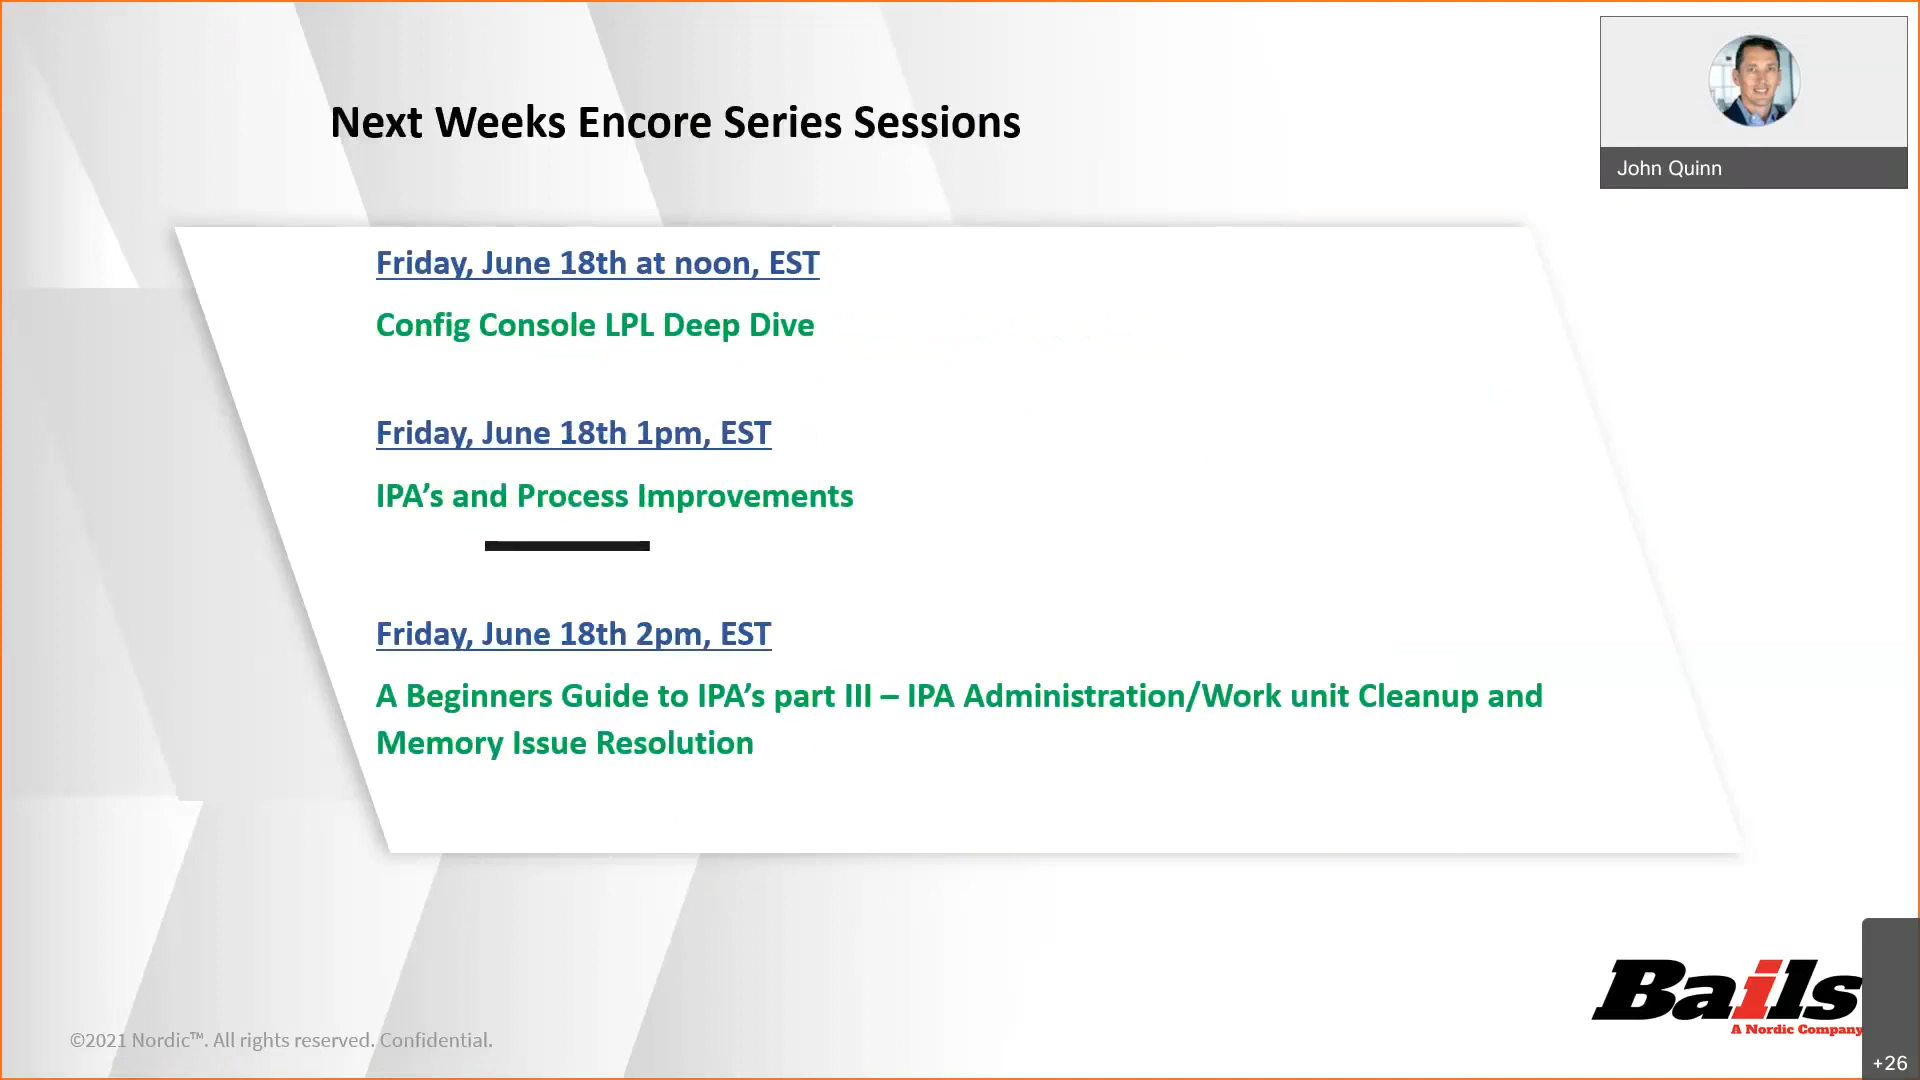 Next Weeks Encore Series Sessions
John Quinn
Friday, June 18th at noon, EST
Config Console LPL Deep Dive
Friday, June 18th 1pm, EST
IPA’s and Process Improvements
Friday, June 18th 2pm, EST
A Beginners Guide to IPA’s part III – IPA Administration/Work unit Cleanup and
Memory Issue Resolution
Bails
A Nordic Company
©2021 Nordic™. All rights reserved. Confidential.
+26